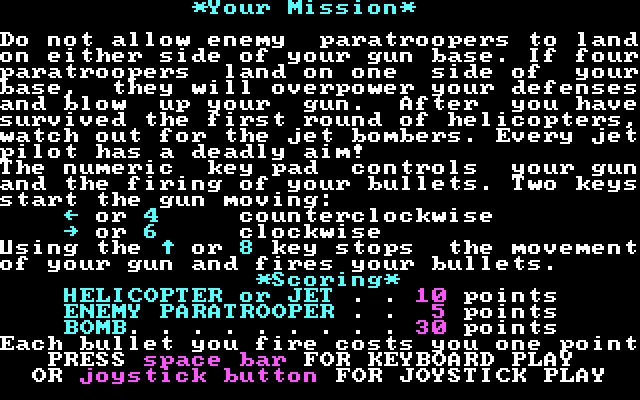 *Your Mission*
Do not allow enemy paratroopers to land
on either side of your gun base. If four
paratroopers land on one side of your
base, they will overpower your defenses
and blow up your gun. After you have
survived the first round of helicopters,
watch out for the jet bombers. Every jet
pilot has a deadly aim!
The numeric key pad controls your gun
and the firing of your bullets. Two keys
start the gun moving:
← or 4 counterclockwise
→ or 6 clockwise
Using the ↑ or 8 key stops the movement
of your gun and fires your bullets.
*Scoring*
HELICOPTER or JET . . 10 points
ENEMY PARATROOPER . . 5 points
BOMB. . . . . . . . . 30 points
Each bullet you fire costs you one point
PRESS space bar FOR KEYBOARD PLAY
OR joystick button FOR JOYSTICK PLAY